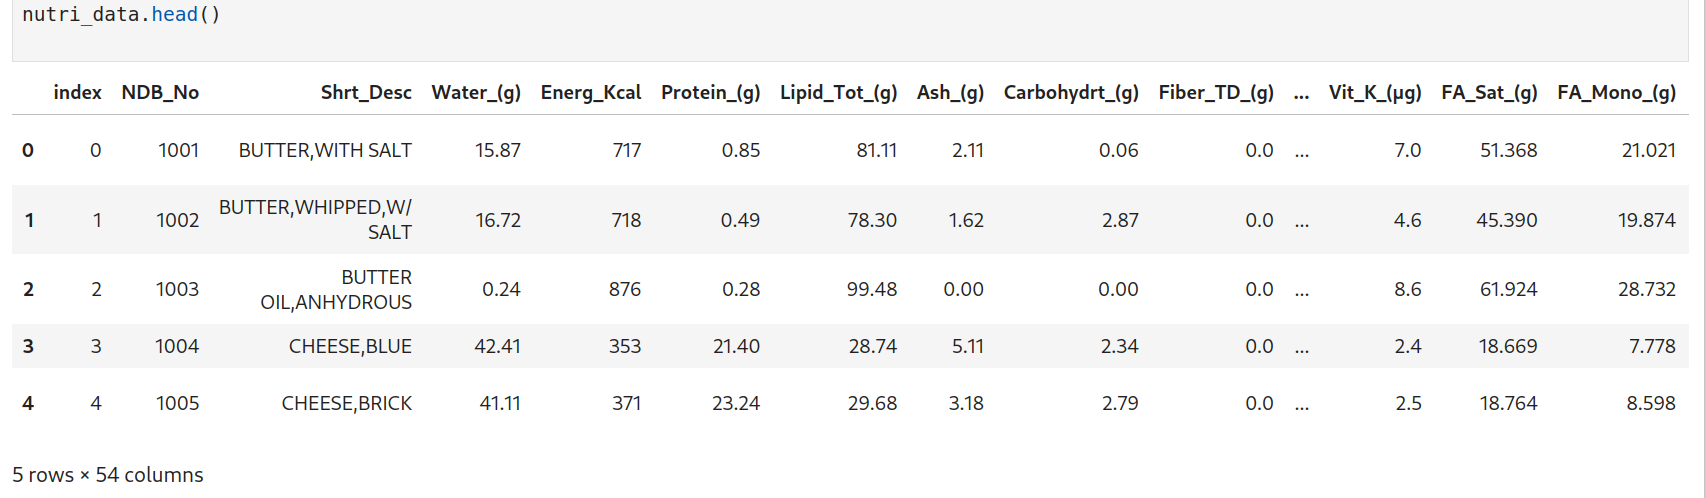 nutri_data.head()
index NDB_No Shrt_Desc Water_(g) Energ_Kcal Protein_(g) Lipid_Tot_(g) Ash_(g) Carbohydrt_(g) Fiber_TD_(g) ... Vit_K_(µg) FA_Sat_(g) FA_Mono_(g)
0 0 1001 BUTTER,WITH SALT 15.87 717 0.85 81.11 2.11 0.06 0.0 ... 7.0 51.368 21.021
1 1 1002 BUTTER,WHIPPED,W/
SALT 16.72 718 0.49 78.30 1.62 2.87 0.0 ... 4.6 45.390 19.874
2 2 1003 BUTTER
OIL,ANHYDROUS 0.24 876 0.28 99.48 0.00 0.00 0.0 ... 8.6 61.924 28.732
3 3 1004 CHEESE,BLUE 42.41 353 21.40 28.74 5.11 2.34 0.0 ... 2.4 18.669 7.778
4 4 1005 CHEESE,BRICK 41.11 371 23.24 29.68 3.18 2.79 0.0 ... 2.5 18.764 8.598
5 rows × 54 columns